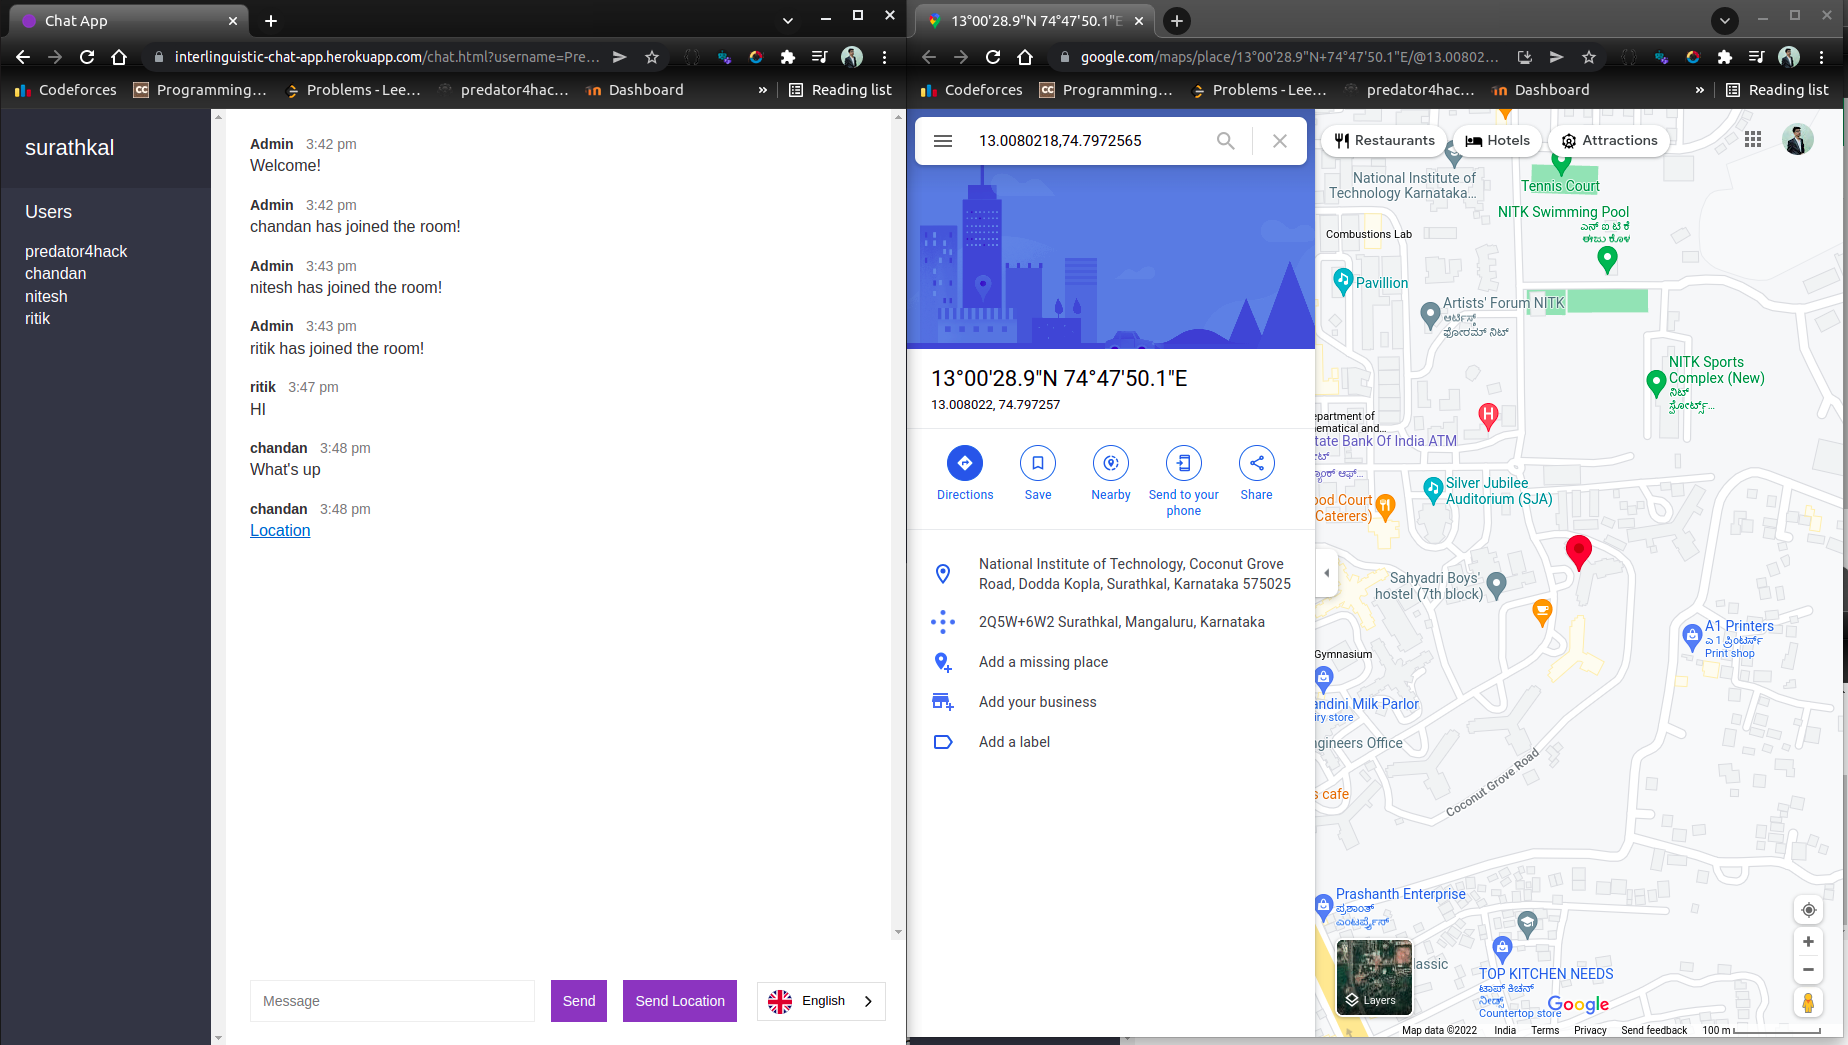 Chat App
interlinguistic-chat-app.herokuapp.com/chat.html?username=Pre...
Codeforces
Programming...
Problems - Lee...
predator4hac...
Dashboard
»
Reading list
surathkal
Users
predator4hack
chandan
nitesh
ritik
Admin 3:42 pm
Welcome!
Admin 3:42 pm
chandan has joined the room!
Admin 3:43 pm
nitesh has joined the room!
Admin 3:43 pm
ritik has joined the room!
ritik 3:47 pm
HI
chandan 3:48 pm
What's up
chandan 3:48 pm
Location
Message
Send
Send Location
English
13°00'28.9"N 74°47'50.1"E
google.com/maps/place/13°00'28.9"N+74°47'50.1"E/@13.00802...
Codeforces
CC Programming...
Problems - Lee...
predator4hac...
Dashboard
»
Reading list
13.0080218,74.7972565
13°00'28.9"N 74°47'50.1"E
13.008022, 74.797257
Directions
Save
Nearby
Send to your
phone
Share
National Institute of Technology, Coconut Grove
Road, Dodda Kopla, Surathkal, Karnataka 575025
2Q5W+6W2 Surathkal, Mangaluru, Karnataka
Add a missing place
Add your business
Add a label
Restaurants
Hotels
Attractions
National Institute of
Technology Karnataka...
Tennis Court
NITK Swimming Pool
ಎನ್ ಐ ಟಿ ಕೆ
ಈಜು ಕೊಳ
Combustions Lab
Pavillion
Artists' Forum NITK
ಆರ್ಟಿಸ್ಟ್
ಫೋರಮ್ ನಿಟ್
NITK Sports
Complex (New)
ನಿಟ್
ಸ್ಪೋರ್ಟ್ಸ್...
H
epartment of
ematical and...
tate Bank Of India ATM
Silver Jubilee
Auditorium (SJA)
ood Court
Caterers)
Sahyadri Boys'
hostel (7th block)
A1 Printers
ಎ 1 ಪ್ರಿಂಟರ್ಸ್
Print shop
Gymnasium
andini Milk Parlor
iry store
ngineers Office
s cafe
Coconut Grove Road
Prashanth Enterprise
ಪ್ರಶಾಂತ್
ಎಂಟರ್ಪ್ರೈಸ್
lassic
TOP KITCHEN NEEDS
ಟಾಪ್ ಕಿಚನ್
ನೀಡ್ಸ್
Countertop store
Layers
Google
Map data ©2022
India
Terms
Privacy
Send feedback
100 m